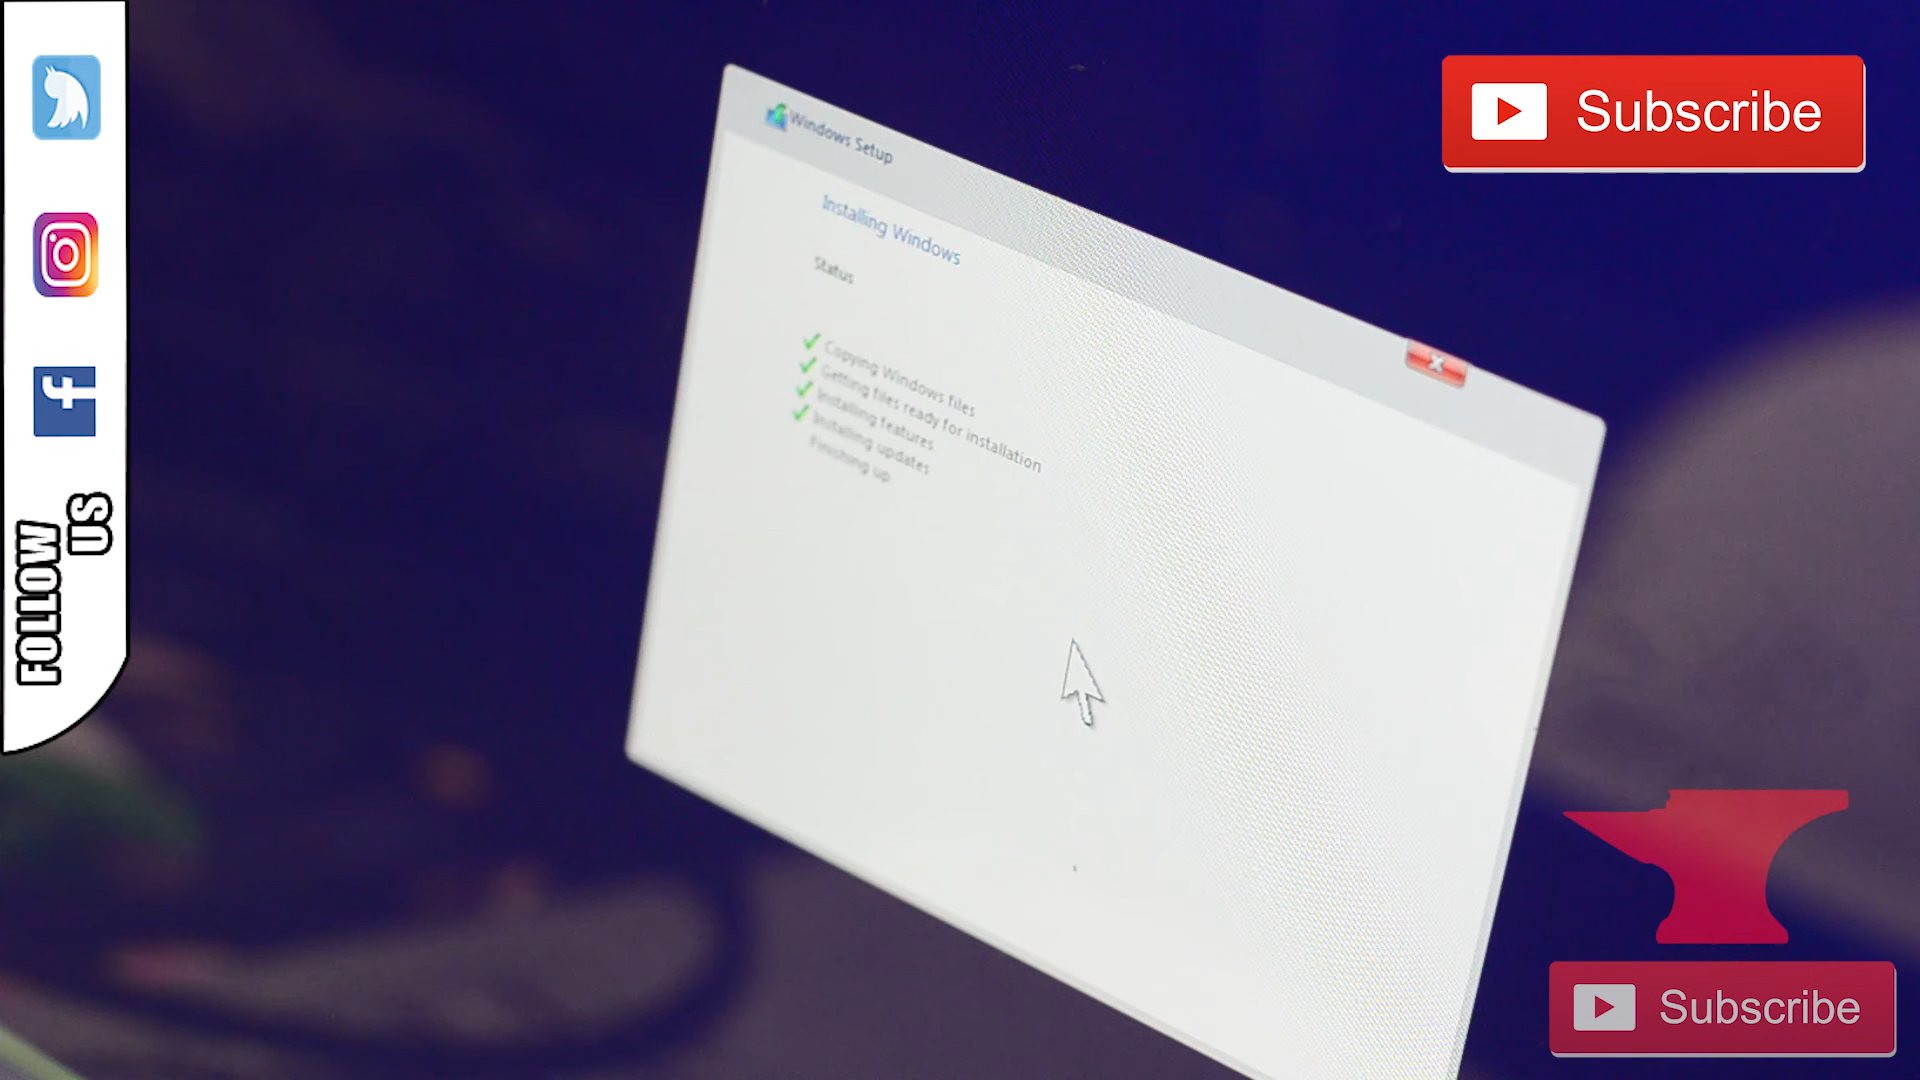 Windows Setup
Installing Windows
Status
Copying Windows files
Getting files ready for installation
Installing features
Installing updates
Finishing up
Subscribe
FOLLOW
US
Subscribe